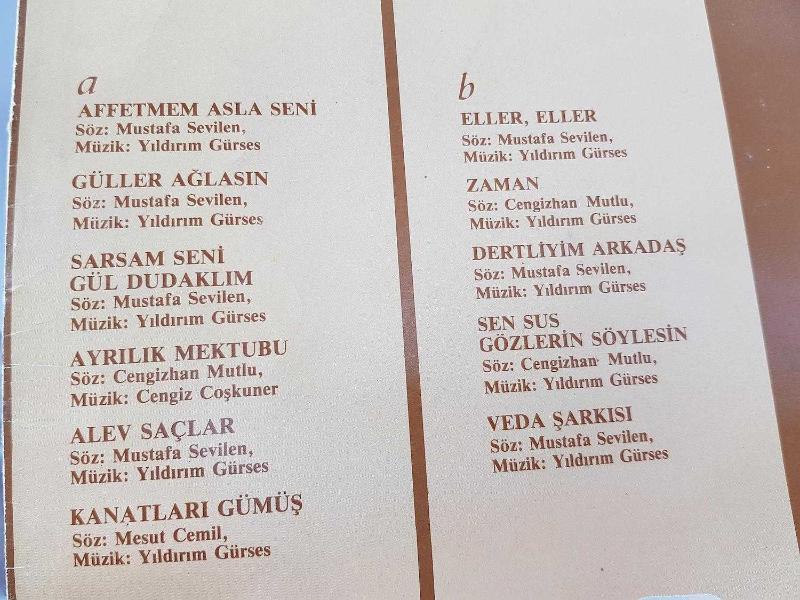 a
AFFETMEM ASLA SENİ
Söz: Mustafa Sevilen,
Müzik: Yıldırım Gürses
GÜLLER AĞLASIN
Söz: Mustafa Sevilen,
Müzik: Yıldırım Gürses
SARSAM SENİ
GÜL DUDAKLIM
Söz: Mustafa Sevilen,
Müzik: Yıldırım Gürses
AYRILIK MEKTUBU
Söz: Cengizhan Mutlu,
Müzik: Cengiz Coşkuner
ALEV SAÇLAR
Söz: Mustafa Sevilen,
Müzik: Yıldırım Gürses
KANATLARI GÜMÜŞ
Söz: Mesut Cemil,
Müzik: Yıldırım Gürses
b
ELLER, ELLER
Söz: Mustafa Sevilen,
Müzik: Yıldırım Gürses
ZAMAN
Söz: Cengizhan Mutlu,
Müzik: Yıldırım Gürses
DERTLİYİM ARKADAŞ
Söz: Mustafa Sevilen,
Müzik: Yıldırım Gürses
SEN SUS
GÖZLERİN SÖYLESİN
Söz: Cengizhan Mutlu,
Müzik: Yıldırım Gürses
VEDA ŞARKISI
Söz: Mustafa Sevilen,
Müzik: Yıldırım Gürses